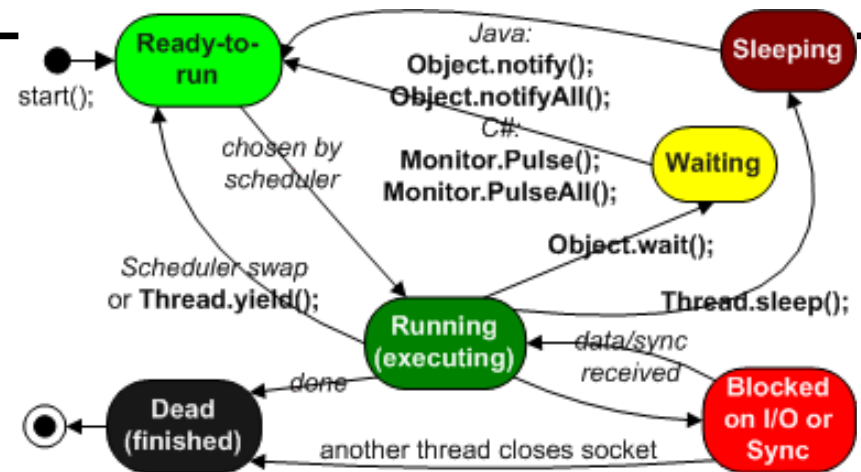 Ready-to-
run
start();
Java:
Object.notify();
Object.notifyAll();
C#:
Monitor.Pulse();
Monitor.PulseAll();
Sleeping
Waiting
chosen by
scheduler
Object.wait();
Scheduler swap
or Thread.yield();
Thread.sleep();
Running
(executing)
data/sync
received
done
Dead
(finished)
Blocked
on I/O or
Sync
another thread closes socket